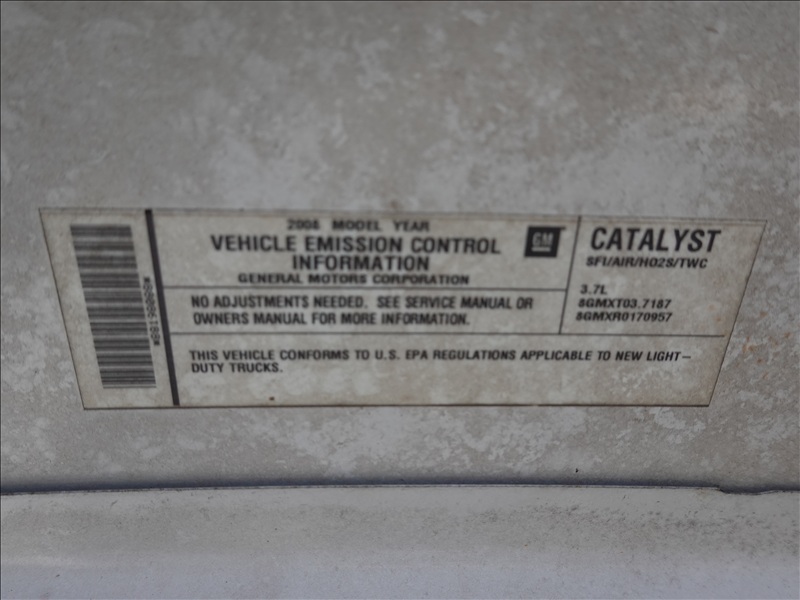 2008 MODEL YEAR
VEHICLE EMISSION CONTROL
INFORMATION
GENERAL MOTORS CORPORATION
GM
CATALYST
SFI/AIR/HO2S/TWC
3.7L
8GMXT03.7187
8GMXR0170957
NO ADJUSTMENTS NEEDED. SEE SERVICE MANUAL OR
OWNERS MANUAL FOR MORE INFORMATION.
THIS VEHICLE CONFORMS TO U.S. EPA REGULATIONS APPLICABLE TO NEW LIGHT-
DUTY TRUCKS.